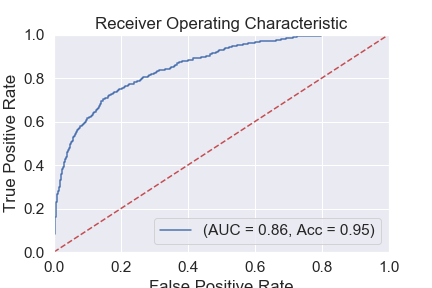 Receiver Operating Characteristic
1.0
0.8
0.6
0.4
0.2
0.0
True Positive Rate
(AUC = 0.86, Acc = 0.95)
0.0 0.2 0.4 0.6 0.8 1.0
False Positive Rate